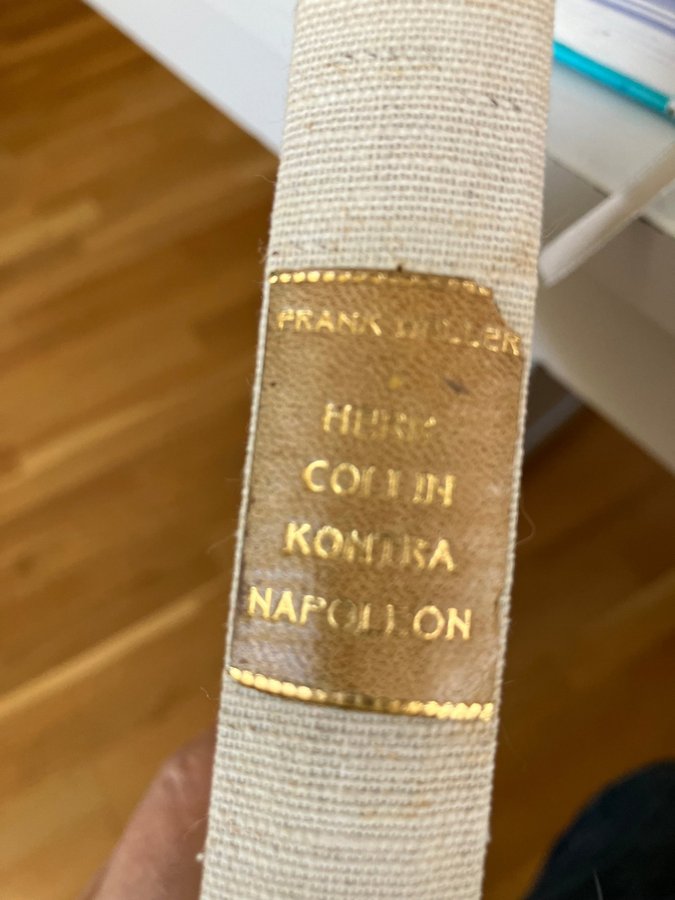 FRANK HELLER
HERR
COLLIN
KONTRA
NAPOLEON